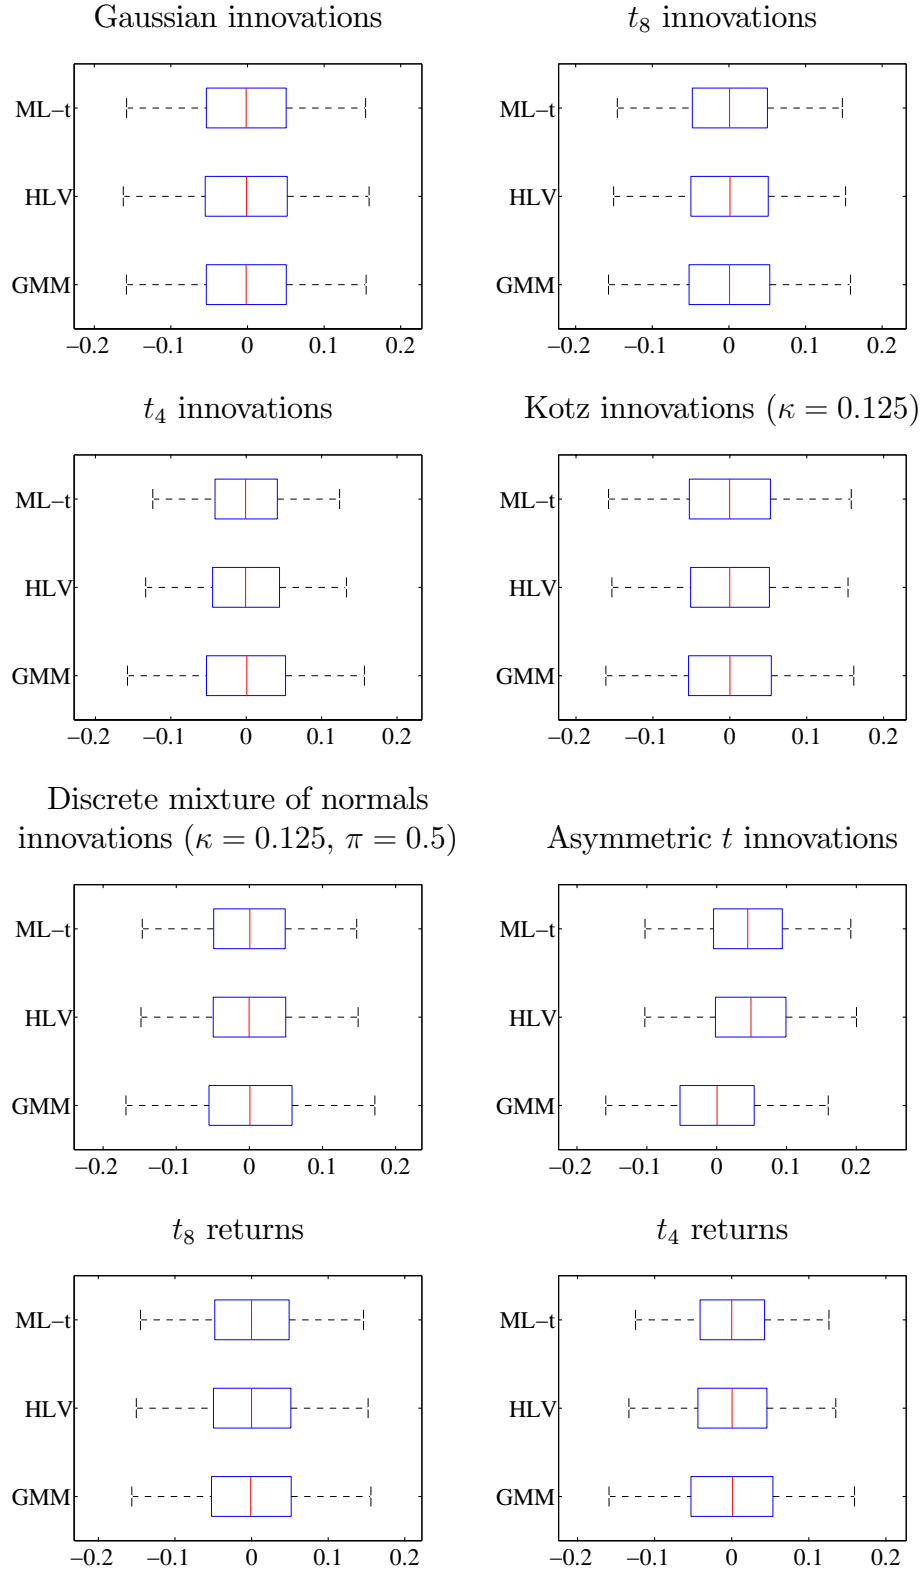 Gaussian innovations
ML−t
HLV
GMM
−0.2 −0.1 0 0.1 0.2
t₈ innovations
ML−t
HLV
GMM
−0.2 −0.1 0 0.1 0.2
t₄ innovations
ML−t
HLV
GMM
−0.2 −0.1 0 0.1 0.2
Kotz innovations (κ = 0.125)
ML−t
HLV
GMM
−0.2 −0.1 0 0.1 0.2
Discrete mixture of normals
innovations (κ = 0.125, π = 0.5)
ML−t
HLV
GMM
−0.2 −0.1 0 0.1 0.2
Asymmetric t innovations
ML−t
HLV
GMM
−0.2 −0.1 0 0.1 0.2
t₈ returns
ML−t
HLV
GMM
−0.2 −0.1 0 0.1 0.2
t₄ returns
ML−t
HLV
GMM
−0.2 −0.1 0 0.1 0.2